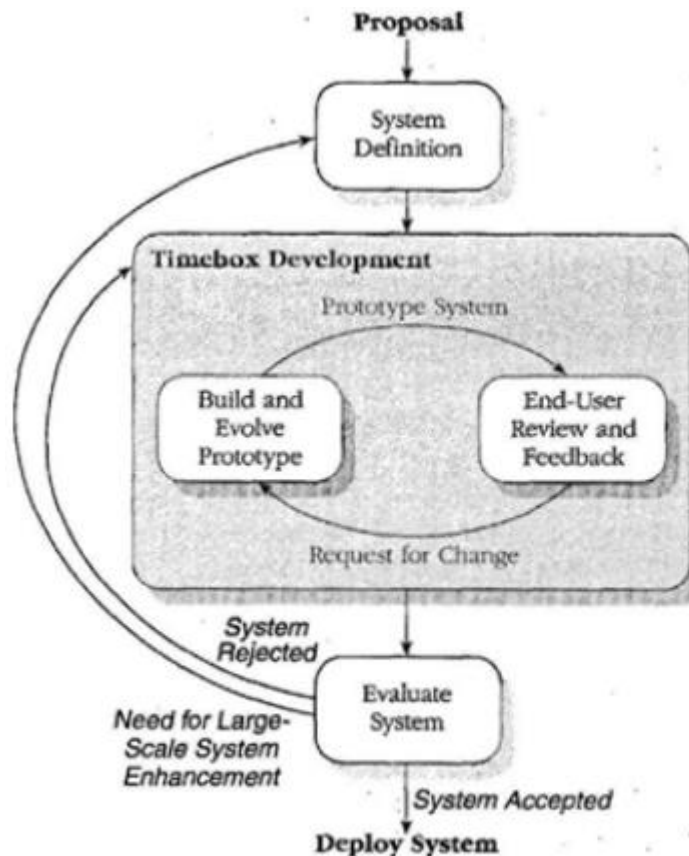 Proposal
System
Definition
Timebox Development
Prototype System
Build and
Evolve
Prototype
End-User
Review and
Feedback
Request for Change
System
Rejected
Evaluate
System
Need for Large-
Scale System
Enhancement
System Accepted
Deploy System